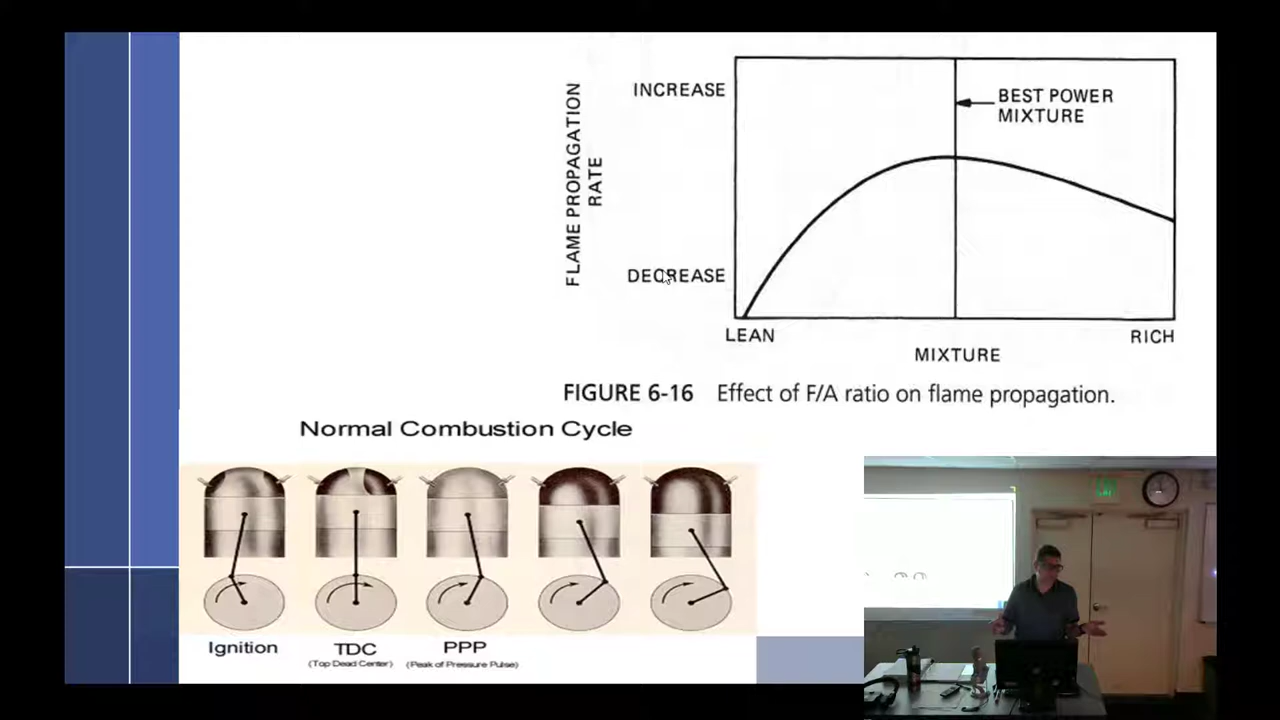 INCREASE
FLAME PROPAGATION
RATE
DECREASE
BEST POWER
MIXTURE
LEAN
RICH
MIXTURE
FIGURE 6-16 Effect of F/A ratio on flame propagation.
Normal Combustion Cycle
Ignition
TDC
(Top Dead Center)
PPP
(Peak of Pressure Pulse)